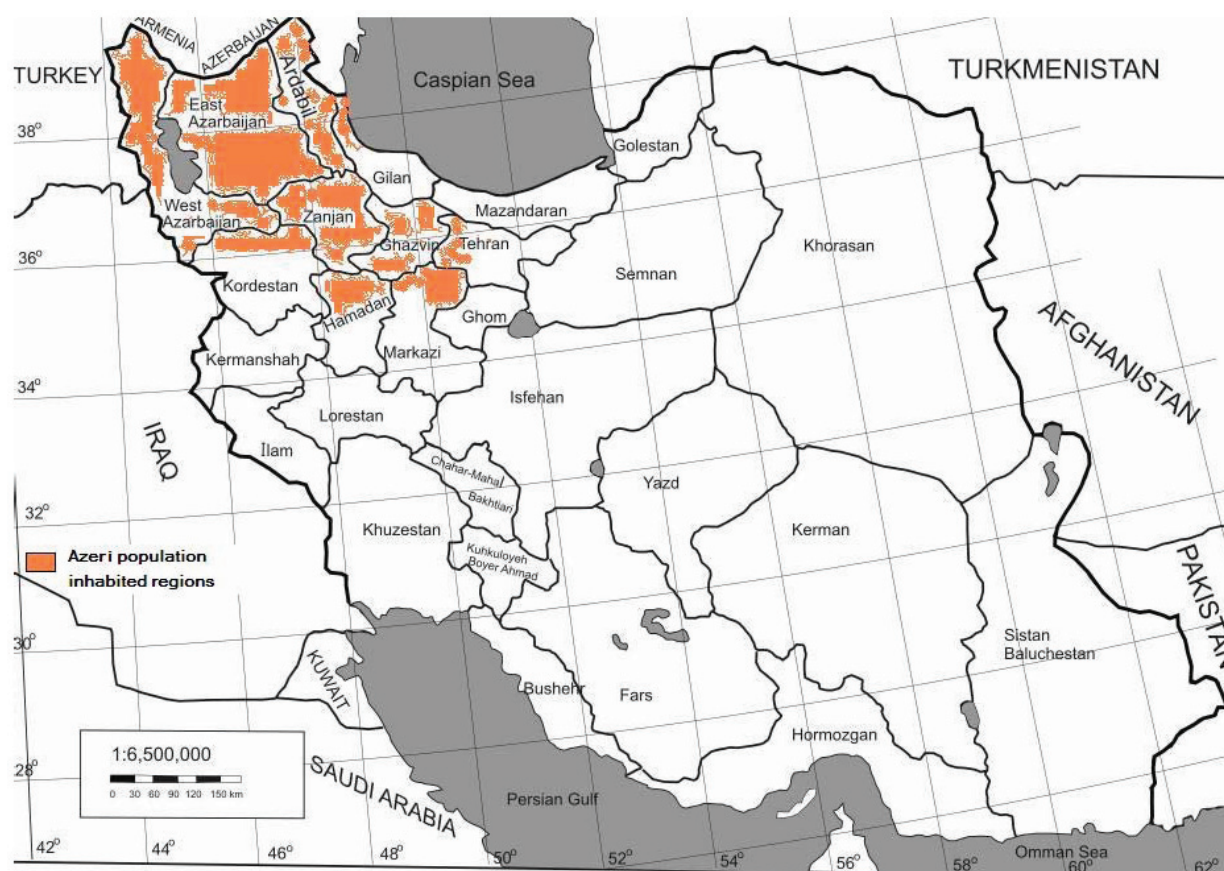 ARMENIA
AZERBAIJAN
TURKEY
Caspian Sea
TURKMENISTAN
Ardabil
East
Azarbaijan
38°
Golestan
Gilan
West
Azarbaijan
Zanjan
Mazandaran
Ghazvin
Tehran
Khorasan
36°
Kordestan
Semnan
Hamadan
Ghom
AFGHANISTAN
Kermanshah
Markazi
34°
Isfehan
Lorestan
IRAQ
Ilam
Chahar-Mahal
Bakhtiari
Yazd
32°
Khuzestan
Kerman
Kuhkuloyeh
Boyer Ahmad
Azeri population
inhabited regions
PAKISTAN
30°
Sistan
Baluchestan
KUWAIT
Bushehr
Fars
Hormozgan
1:6,500,000
0 30 60 90 120 150 km
28°
SAUDI ARABIA
Persian Gulf
Omman Sea
42° 44° 46° 48° 50° 52° 54° 56° 58° 60° 62°